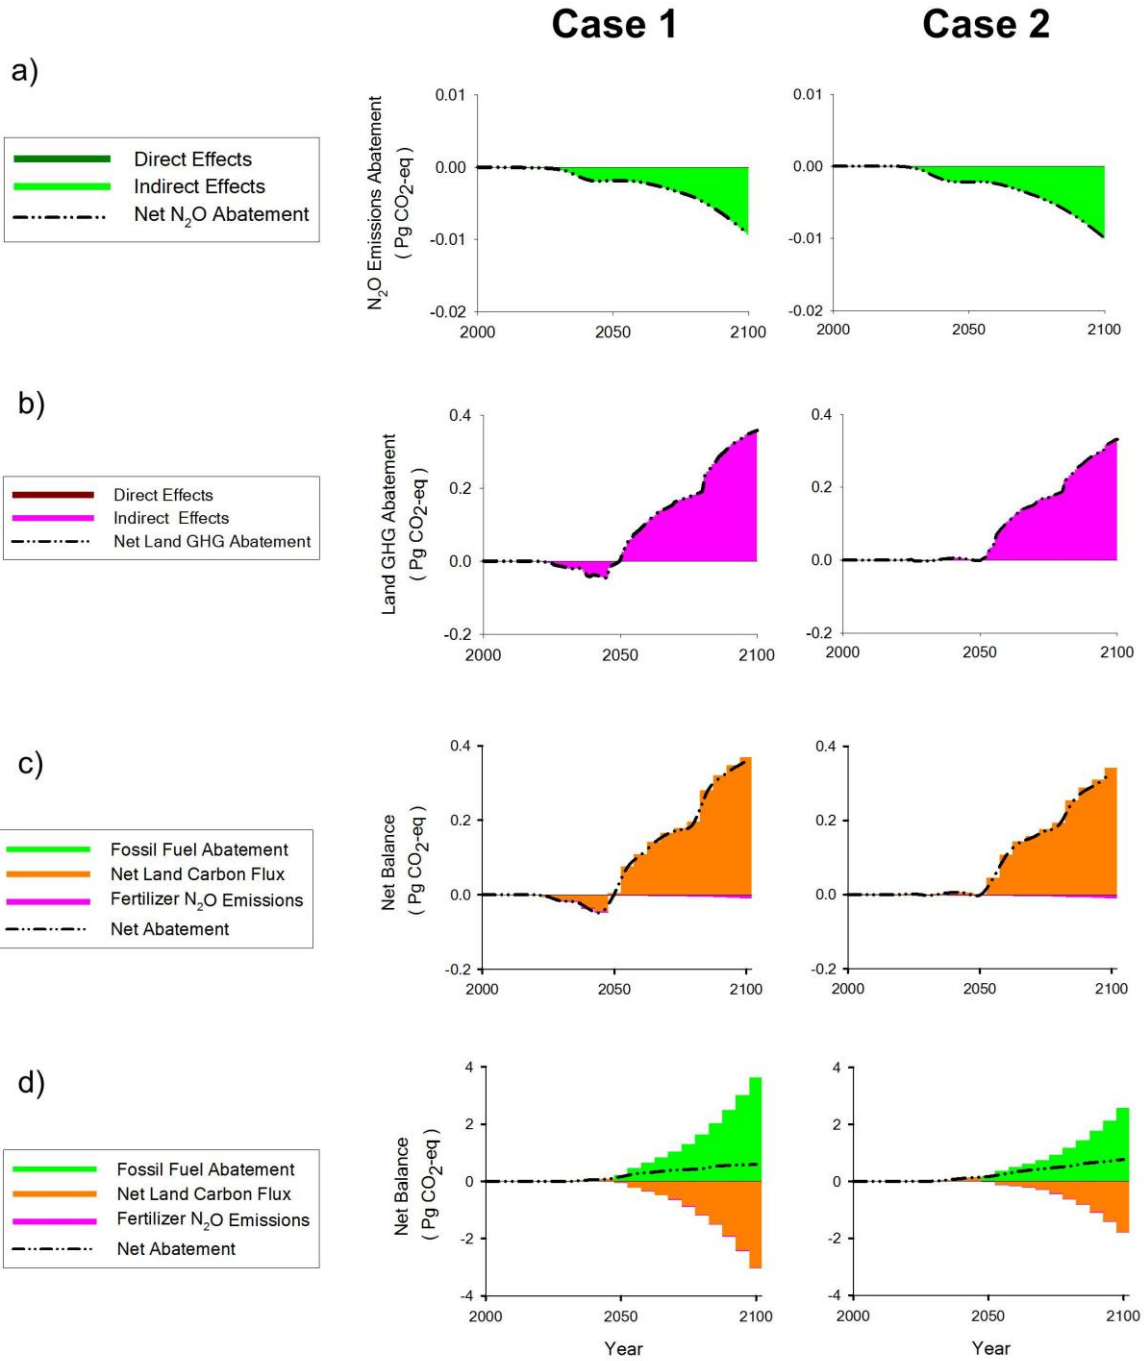 Case 1
Case 2
a)
Direct Effects
Indirect Effects
Net N₂O Abatement
N₂O Emissions Abatement
( Pg CO₂-eq )
0.01
0.00
-0.01
-0.02
2000
2050
2100
0.01
0.00
-0.01
-0.02
2000
2050
2100
b)
Direct Effects
Indirect Effects
Net Land GHG Abatement
Land GHG Abatement
( Pg CO₂-eq )
0.4
0.2
0.0
-0.2
2000
2050
2100
0.4
0.2
0.0
-0.2
2000
2050
2100
c)
Fossil Fuel Abatement
Net Land Carbon Flux
Fertilizer N₂O Emissions
Net Abatement
Net Balance
( Pg CO₂-eq )
0.4
0.2
0.0
-0.2
2000
2050
2100
0.4
0.2
0.0
-0.2
2000
2050
2100
d)
Fossil Fuel Abatement
Net Land Carbon Flux
Fertilizer N₂O Emissions
Net Abatement
Net Balance
( Pg CO₂-eq )
4
2
0
-2
-4
2000
2050
2100
Year
4
2
0
-2
-4
2000
2050
2100
Year